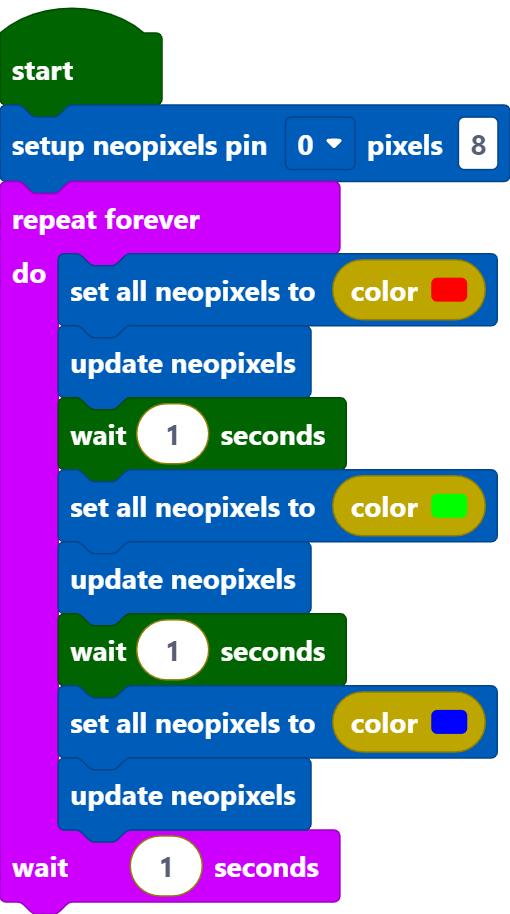 start
setup neopixels pin 0 pixels 8
repeat forever
do
set all neopixels to color
update neopixels
wait 1 seconds
set all neopixels to color
update neopixels
wait 1 seconds
set all neopixels to color
update neopixels
wait 1 seconds